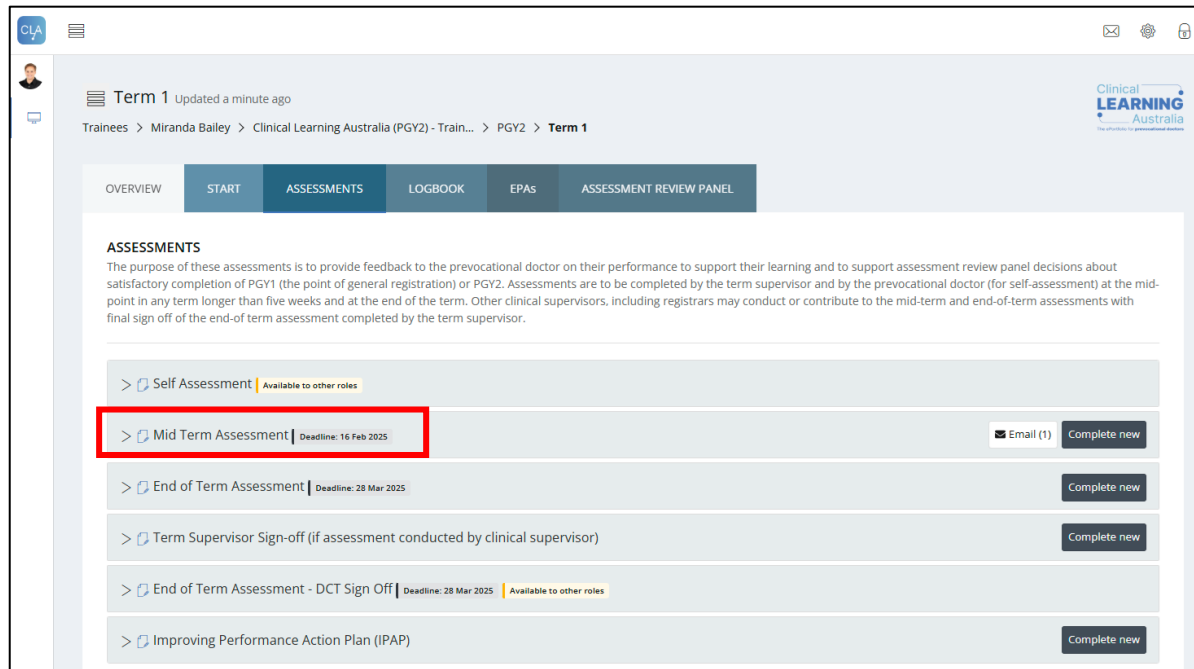 CLA
Term 1 Updated a minute ago
Clinical
LEARNING
Australia
The ePortfolio for prevocational doctors
Trainees > Miranda Bailey > Clinical Learning Australia (PGY2) - Train... > PGY2 > Term 1
OVERVIEW START ASSESSMENTS LOGBOOK EPAs ASSESSMENT REVIEW PANEL
ASSESSMENTS
The purpose of these assessments is to provide feedback to the prevocational doctor on their performance to support their learning and to support assessment review panel decisions about
satisfactory completion of PGY1 (the point of general registration) or PGY2. Assessments are to be completed by the term supervisor and by the prevocational doctor (for self-assessment) at the mid-
point in any term longer than five weeks and at the end of the term. Other clinical supervisors, including registrars may conduct or contribute to the mid-term and end-of-term assessments with
final sign off of the end-of term assessment completed by the term supervisor.
> Self Assessment Available to other roles
> Mid Term Assessment Deadline: 16 Feb 2025 Email (1) Complete new
> End of Term Assessment Deadline: 28 Mar 2025 Complete new
> Term Supervisor Sign-off (if assessment conducted by clinical supervisor) Complete new
> End of Term Assessment - DCT Sign Off Deadline: 28 Mar 2025 Available to other roles
> Improving Performance Action Plan (IPAP) Complete new